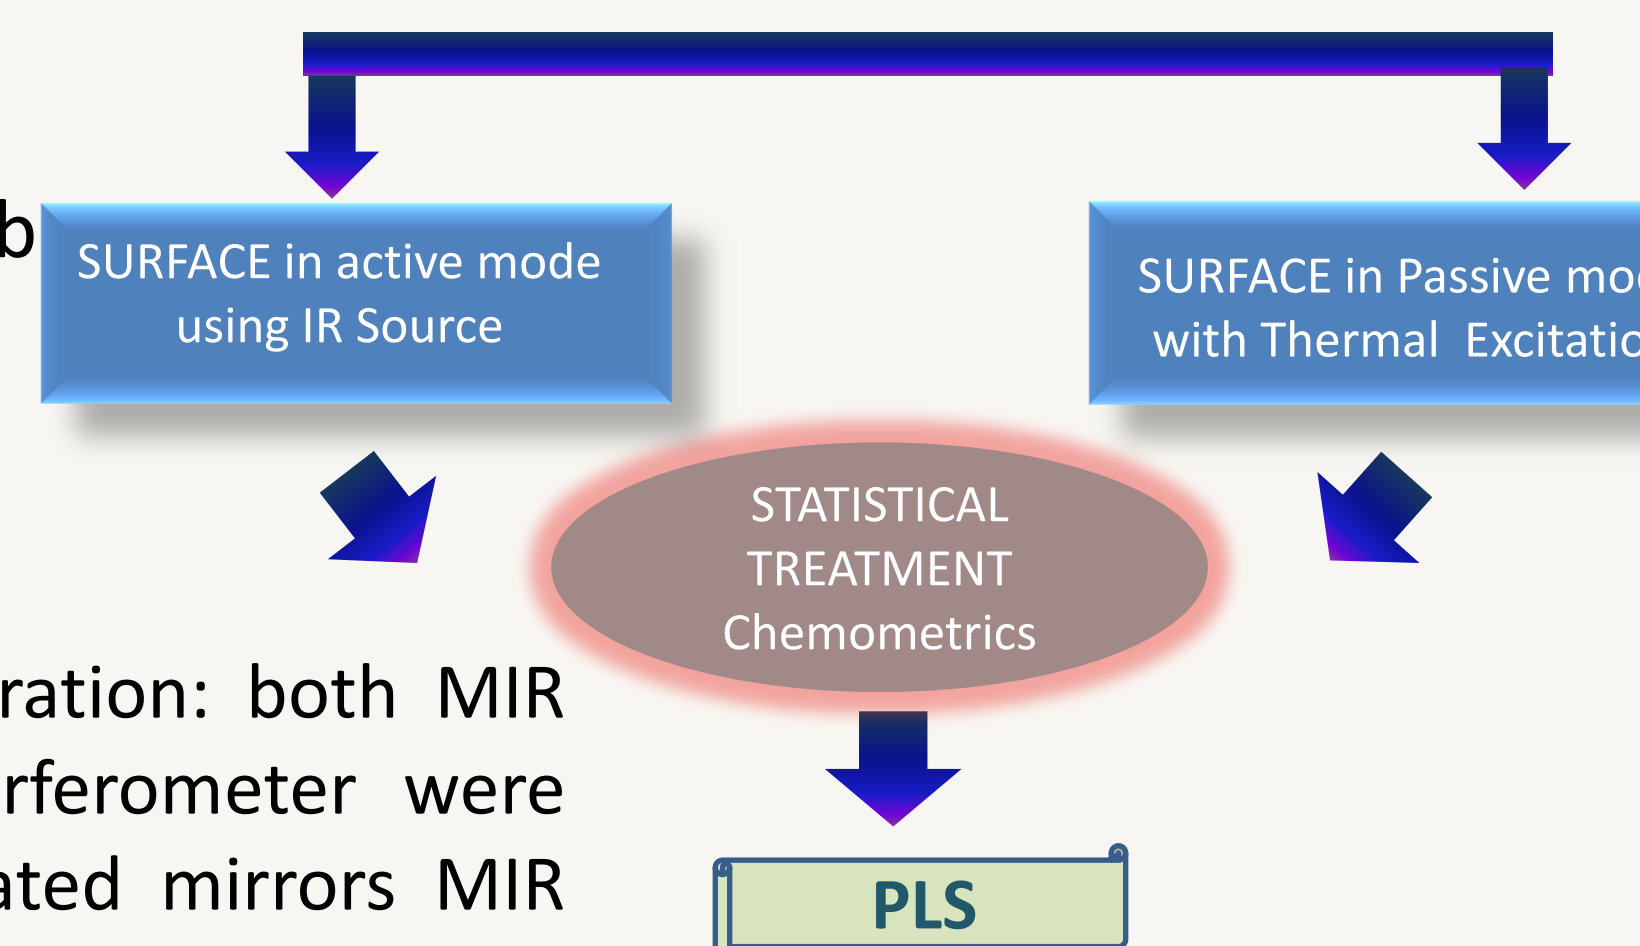 b
SURFACE in active mode
using IR Source
SURFACE in Passive
with Thermal Excitatio
STATISTICAL
TREATMENT
Chemometrics
ration: both MIR
rferometer were
ated mirrors MIR
PLS